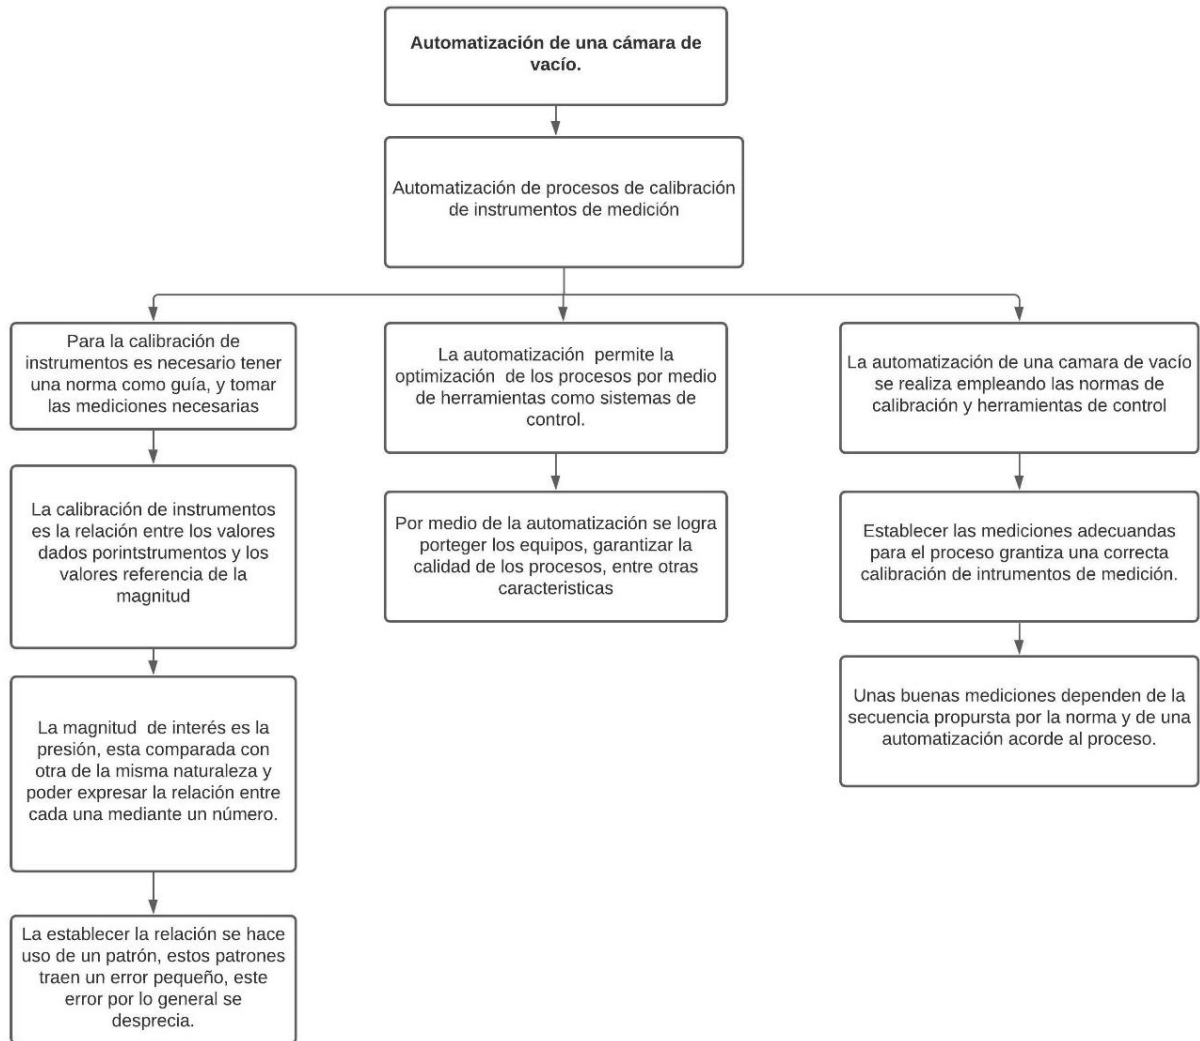 Automatización de una cámara de
vacío.
Automatización de procesos de calibración
de instrumentos de medición
Para la calibración de
instrumentos es necesario tener
una norma como guía, y tomar
las mediciones necesarias
La calibración de instrumentos
es la relación entre los valores
dados porintstrumentos y los
valores referencia de la
magnitud
La magnitud de interés es la
presión, esta comparada con
otra de la misma naturaleza y
poder expresar la relación entre
cada una mediante un número.
La establecer la relación se hace
uso de un patrón, estos patrones
traen un error pequeño, este
error por lo general se
desprecia.
La automatización permite la
optimización de los procesos por medio
de herramientas como sistemas de
control.
Por medio de la automatización se logra
porteger los equipos, garantizar la
calidad de los procesos, entre otras
caracteristicas
La automatización de una camara de vacío
se realiza empleando las normas de
calibración y herramientas de control
Establecer las mediciones adecuandas
para el proceso grantiza una correcta
calibración de intrumentos de medición.
Unas buenas mediciones dependen de la
secuencia propursta por la norma y de una
automatización acorde al proceso.